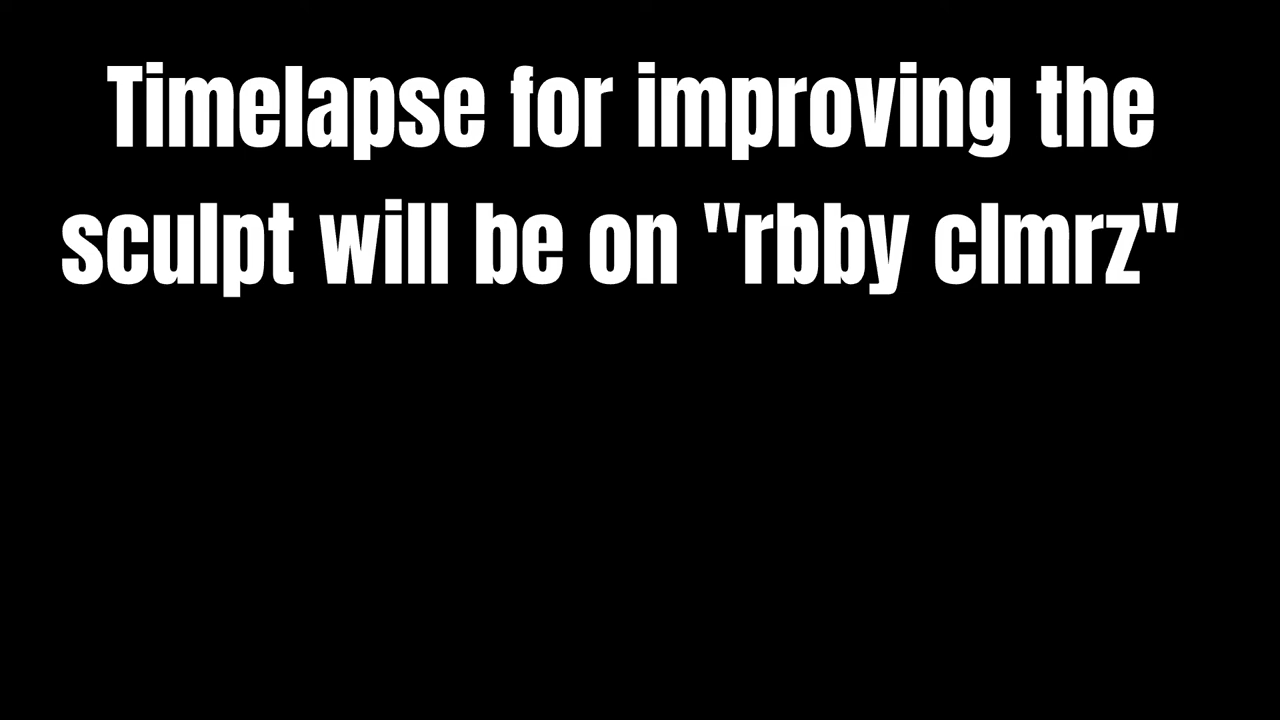 Timelapse for improving the
sculpt will be on "rbby clmrz"